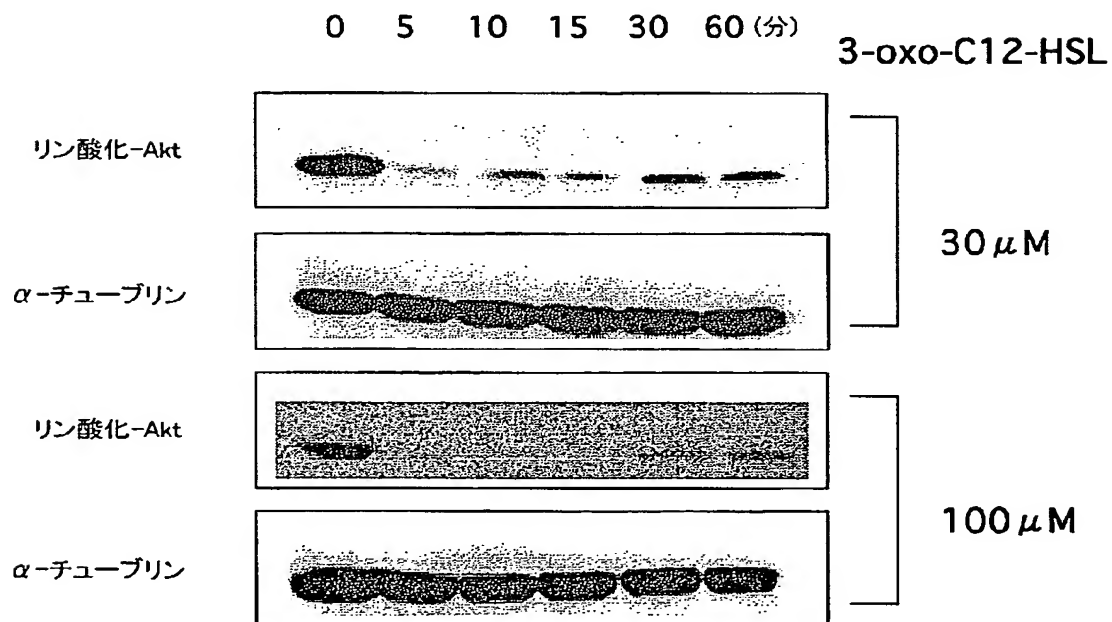 0 5 10 15 30 60 (分)
3-oxo-C12-HSL
リン酸化-Akt
α-チューブリン
30μM
リン酸化-Akt
α-チューブリン
100μM